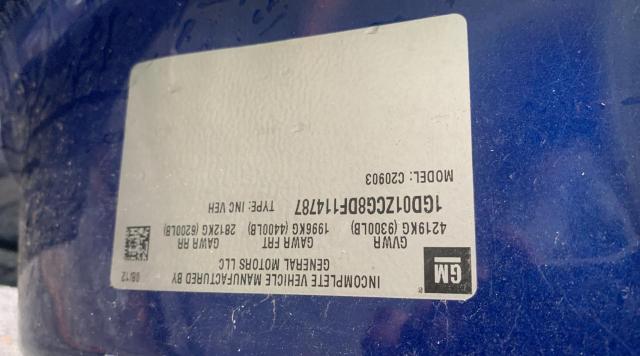 INCOMPLETE VEHICLE MANUFACTURED BY
GENERAL MOTORS LLC
08/12
GM
GVWR GAWR FRT GAWR RR
4219KG (9300LB) 1996KG (4400LB) 2812KG (6200LB)
1GD01ZCG8DF114787 TYPE: INC VEH
MODEL: C20903